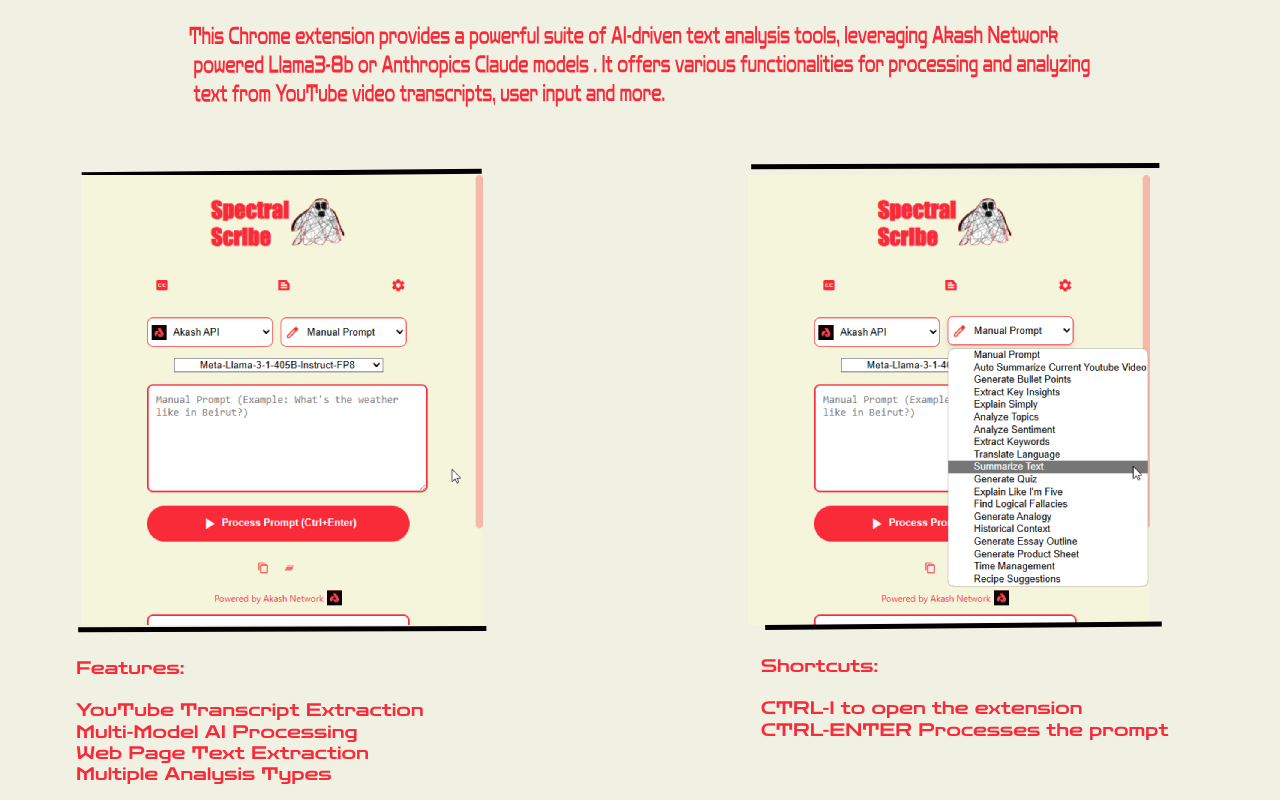 This Chrome extension provides a powerful suite of AI-driven text analysis tools, leveraging Akash Network
powered Llama3-8b or Anthropics Claude models . It offers various functionalities for processing and analyzing
text from YouTube video transcripts, user input and more.
Spectral
Scribe
CC
Akash API
Manual Prompt
Meta-Llama-3-1-405B-Instruct-FP8
Manual Prompt (Example: What's the weather
like in Beirut?)
Process Prompt (Ctrl+Enter)
Powered by Akash Network
Spectral
Scribe
CC
Akash API
Manual Prompt
Meta-Llama-3-1-40
Manual Prompt (Example
like in Beirut?)
Process Pro
Powered by Akash Network
Manual Prompt
Auto Summarize Current Youtube Video
Generate Bullet Points
Extract Key Insights
Explain Simply
Analyze Topics
Analyze Sentiment
Extract Keywords
Translate Language
Summarize Text
Generate Quiz
Explain Like I'm Five
Find Logical Fallacies
Generate Analogy
Historical Context
Generate Essay Outline
Generate Product Sheet
Time Management
Recipe Suggestions
Features:
YouTube Transcript Extraction
Multi-Model AI Processing
Web Page Text Extraction
Multiple Analysis Types
Shortcuts:
CTRL-I to open the extension
CTRL-ENTER Processes the prompt